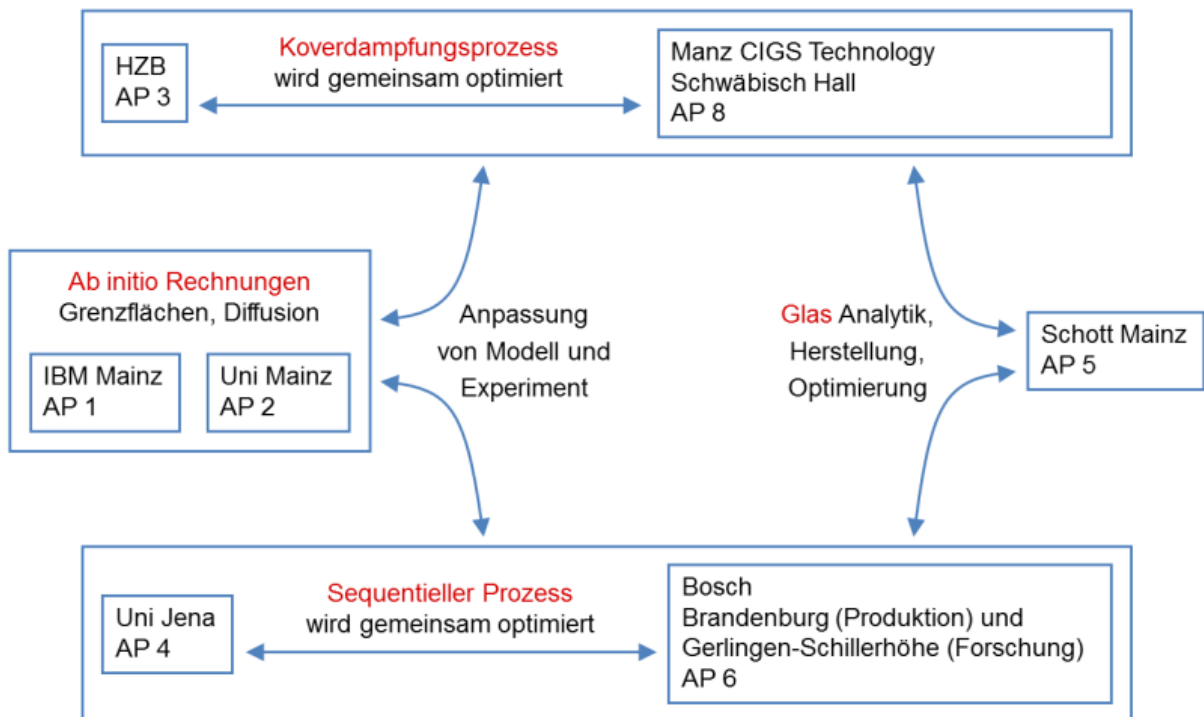 HZB
AP 3
Koverdampfungsprozess
wird gemeinsam optimiert
Manz CIGS Technology
Schwäbisch Hall
AP 8
Ab initio Rechnungen
Grenzflächen, Diffusion
IBM Mainz
AP 1
Uni Mainz
AP 2
Anpassung
von Modell und
Experiment
Glas Analytik,
Herstellung,
Optimierung
Schott Mainz
AP 5
Uni Jena
AP 4
Sequentieller Prozess
wird gemeinsam optimiert
Bosch
Brandenburg (Produktion) und
Gerlingen-Schillerhöhe (Forschung)
AP 6